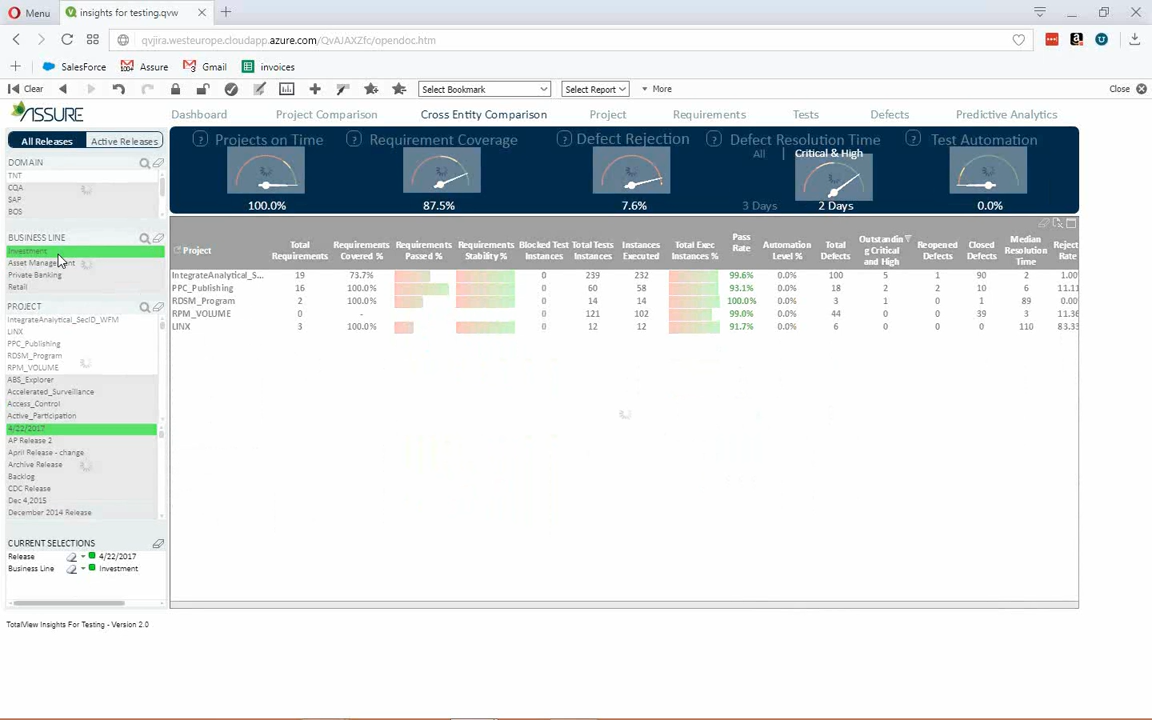 Menu
insights for testing.qvw
qvjira.westeurope.cloudapp.azure.com/QvAJAXZfc/opendoc.htm
SalesForce
Assure
Gmail
invoices
Clear
Select Bookmark
Select Report
More
Close
ASSURE
Dashboard
Project Comparison
Cross Entity Comparison
Project
Requirements
Tests
Defects
Predictive Analytics
All Releases
Active Releases
? Projects on Time
? Requirement Coverage
? Defect Rejection
? Defect Resolution Time
? Test Automation
All | Critical & High
100.0%
87.5%
7.6%
3 Days
2 Days
0.0%
DOMAIN
TNT
CQA
SAP
BOS
BUSINESS LINE
Investment
Asset Management
Private Banking
Retail
PROJECT
IntegrateAnalytical_SecID_WFM
LINX
PPC_Publishing
RDSM_Program
RPM_VOLUME
ABS_Explorer
Accelerated_Surveillance
Access_Control
Active_Participation
4/22/2017
AP Release 2
April Release - change
Archive Release
Backlog
CDC Release
Dec 4,2015
December 2014 Release
CURRENT SELECTIONS
Release 4/22/2017
Business Line Investment
TotalView Insights For Testing - Version 2.0
Project Total Requirements Requirements Covered % Requirements Passed % Requirements Stability % Blocked Test Instances Total Tests Instances Instances Executed Total Exec Instances % Pass Rate Automation Level % Total Defects Outstandin g Critical and High Reopened Defects Closed Defects Median Resolution Time Reject Rate
IntegrateAnalytical_S... 19 73.7% 0 239 232 99.6% 0.0% 100 5 1 90 2 1.00
PPC_Publishing 16 100.0% 0 60 58 93.1% 0.0% 18 2 2 10 6 11.11
RDSM_Program 2 100.0% 0 14 14 100.0% 0.0% 3 1 0 1 89 0.00
RPM_VOLUME 0 - 0 121 102 99.0% 0.0% 44 0 0 39 3 11.36
LINX 3 100.0% 0 12 12 91.7% 0.0% 6 0 0 0 110 83.33